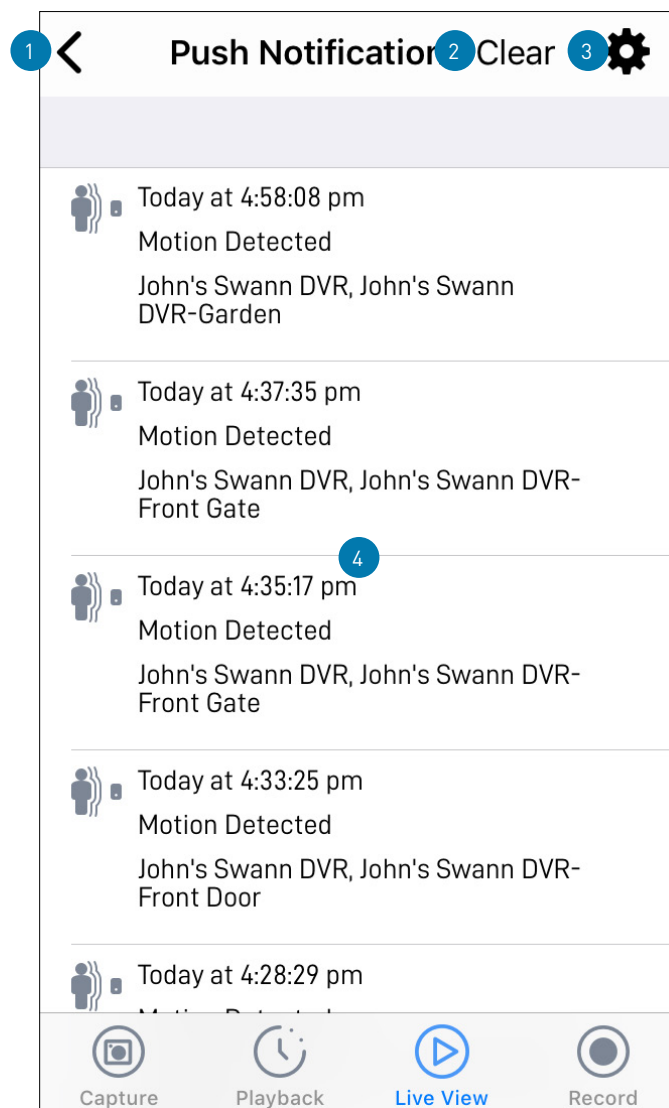 1 Push Notification 2 Clear 3
Today at 4:58:08 pm
Motion Detected
John's Swann DVR, John's Swann
DVR-Garden
Today at 4:37:35 pm
Motion Detected
John's Swann DVR, John's Swann DVR-
Front Gate
4
Today at 4:35:17 pm
Motion Detected
John's Swann DVR, John's Swann DVR-
Front Gate
Today at 4:33:25 pm
Motion Detected
John's Swann DVR, John's Swann DVR-
Front Door
Today at 4:28:29 pm
Motion Detected
Capture Playback Live View Record